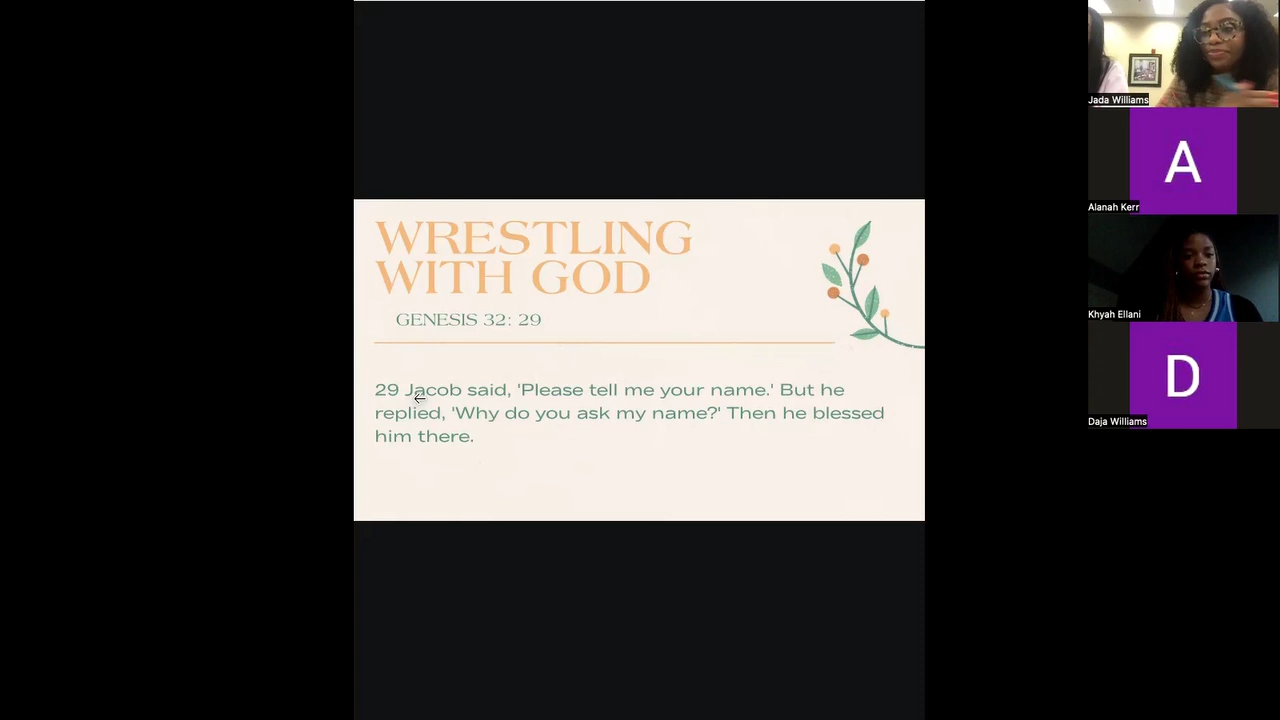 WRESTLING
WITH GOD
GENESIS 32: 29
29 Jacob said, 'Please tell me your name.' But he
replied, 'Why do you ask my name?' Then he blessed
him there.
Jada Williams
A
Alanah Kerr
Khyah Ellani
D
Daja Williams